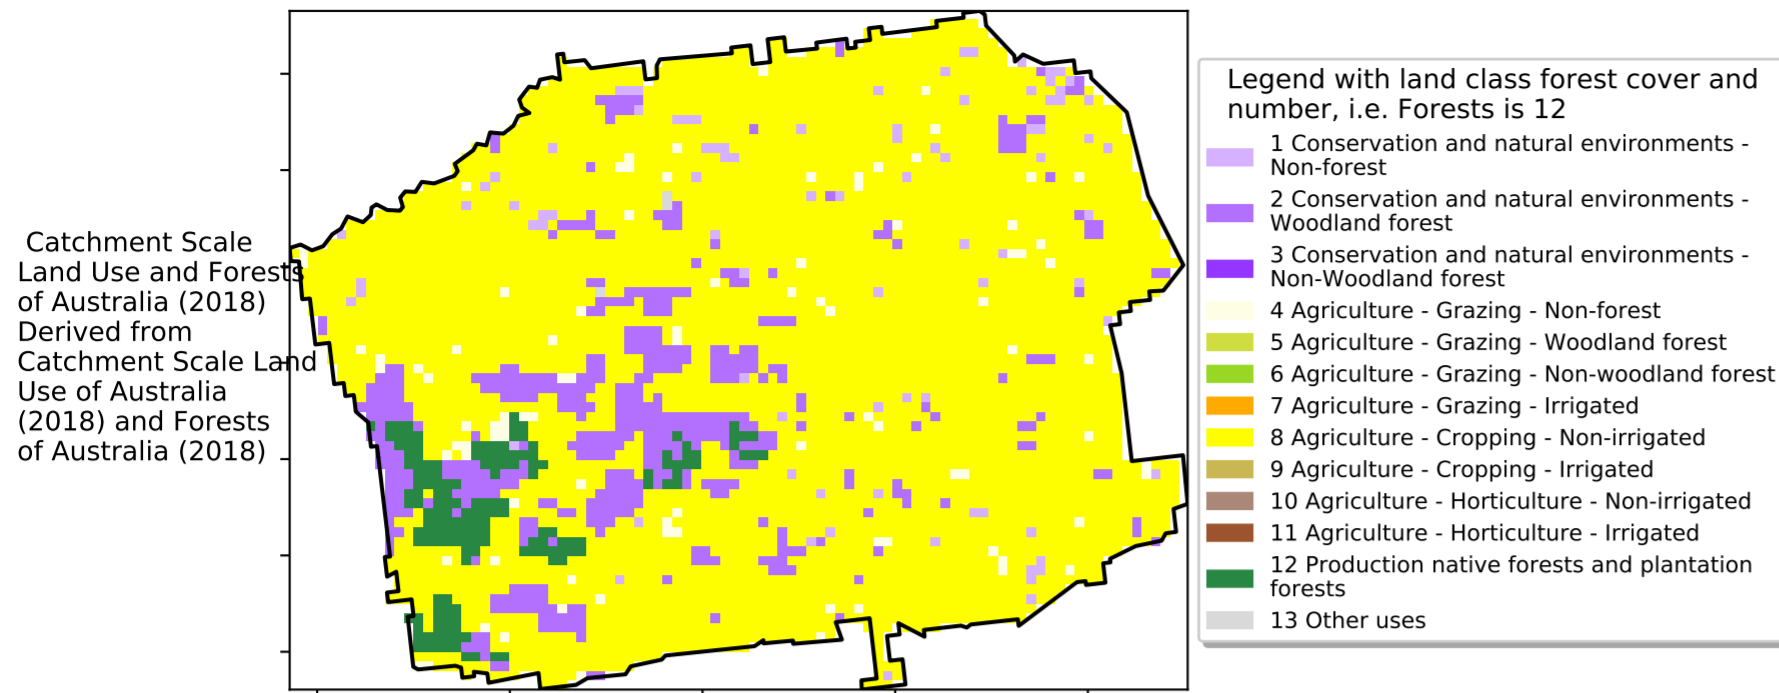 Catchment Scale
Land Use and Forests
of Australia (2018)
Derived from
Catchment Scale Land
Use of Australia
(2018) and Forests
of Australia (2018)
Legend with land class forest cover and
number, i.e. Forests is 12
1 Conservation and natural environments -
Non-forest
2 Conservation and natural environments -
Woodland forest
3 Conservation and natural environments -
Non-Woodland forest
4 Agriculture - Grazing - Non-forest
5 Agriculture - Grazing - Woodland forest
6 Agriculture - Grazing - Non-woodland forest
7 Agriculture - Grazing - Irrigated
8 Agriculture - Cropping - Non-irrigated
9 Agriculture - Cropping - Irrigated
10 Agriculture - Horticulture - Non-irrigated
11 Agriculture - Horticulture - Irrigated
12 Production native forests and plantation
forests
13 Other uses